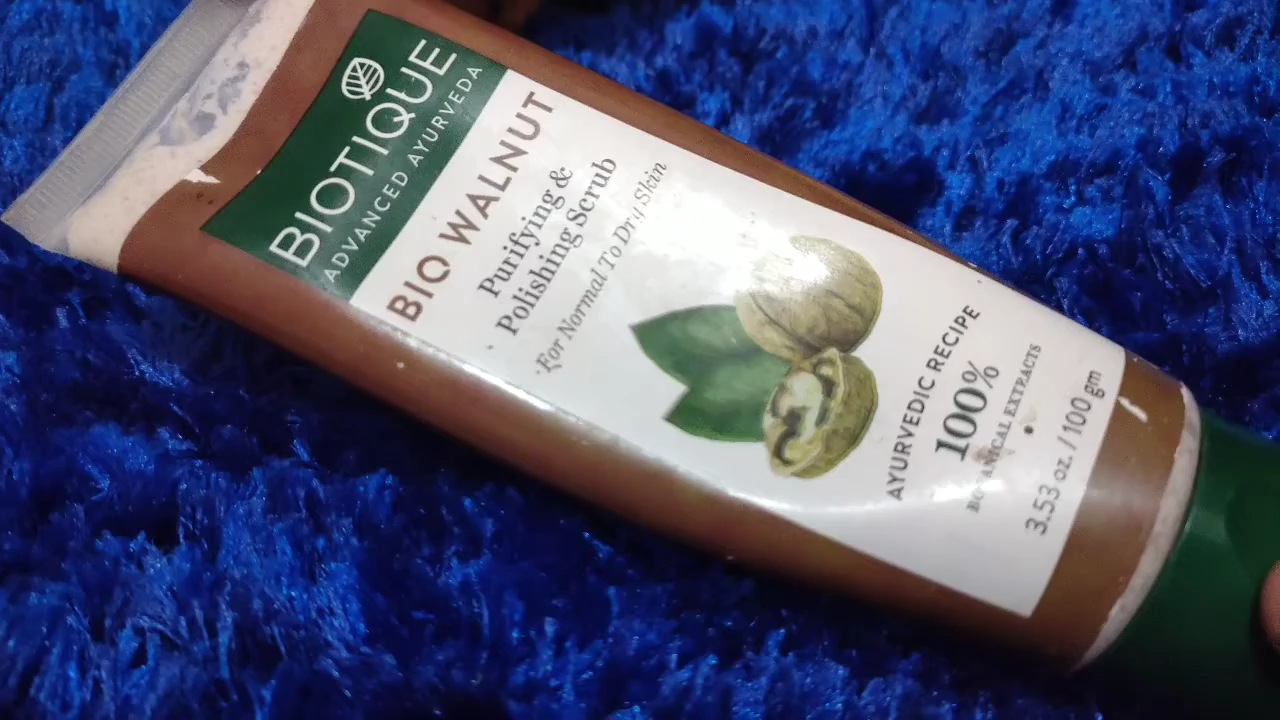 BIOTIQUE
ADVANCED AYURVEDA
BIO WALNUT
Purifying &
Polishing Scrub
For Normal To Dry Skin
AYURVEDIC RECIPE
100%
BOTANICAL EXTRACTS
3.53 oz. / 100 gm